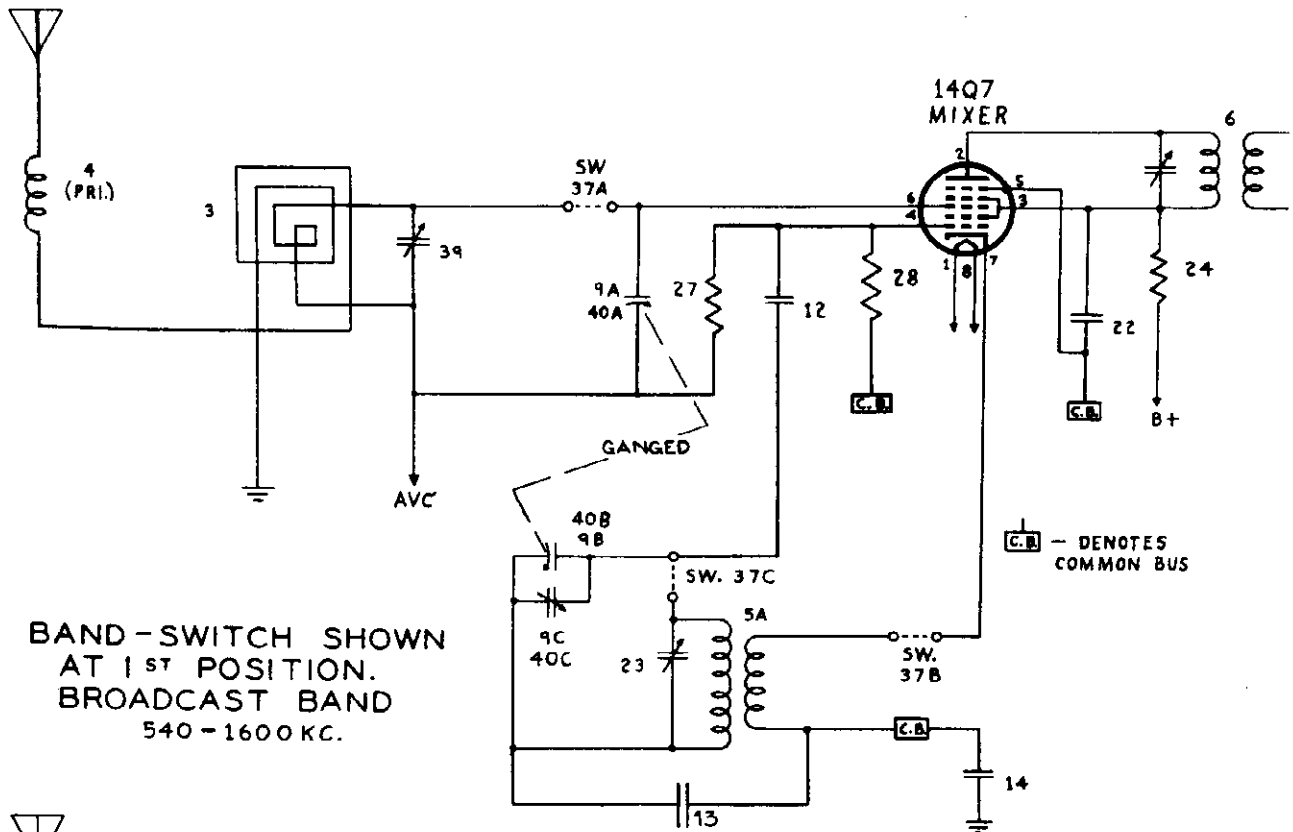 14Q7
MIXER
6
2
4
(PRI.)
SW
37A
5
6
3
4
3
39
1
8
7
24
9A
40A
27
12
28
22
C.B.
C.B.
B+
GANGED
AVC
40B
9B
C.B. – DENOTES
COMMON BUS
SW. 37C
5A
9C
40C
23
SW.
37B
BAND-SWITCH SHOWN
AT 1ST POSITION.
BROADCAST BAND
540-1600 KC.
C.B.
14
13